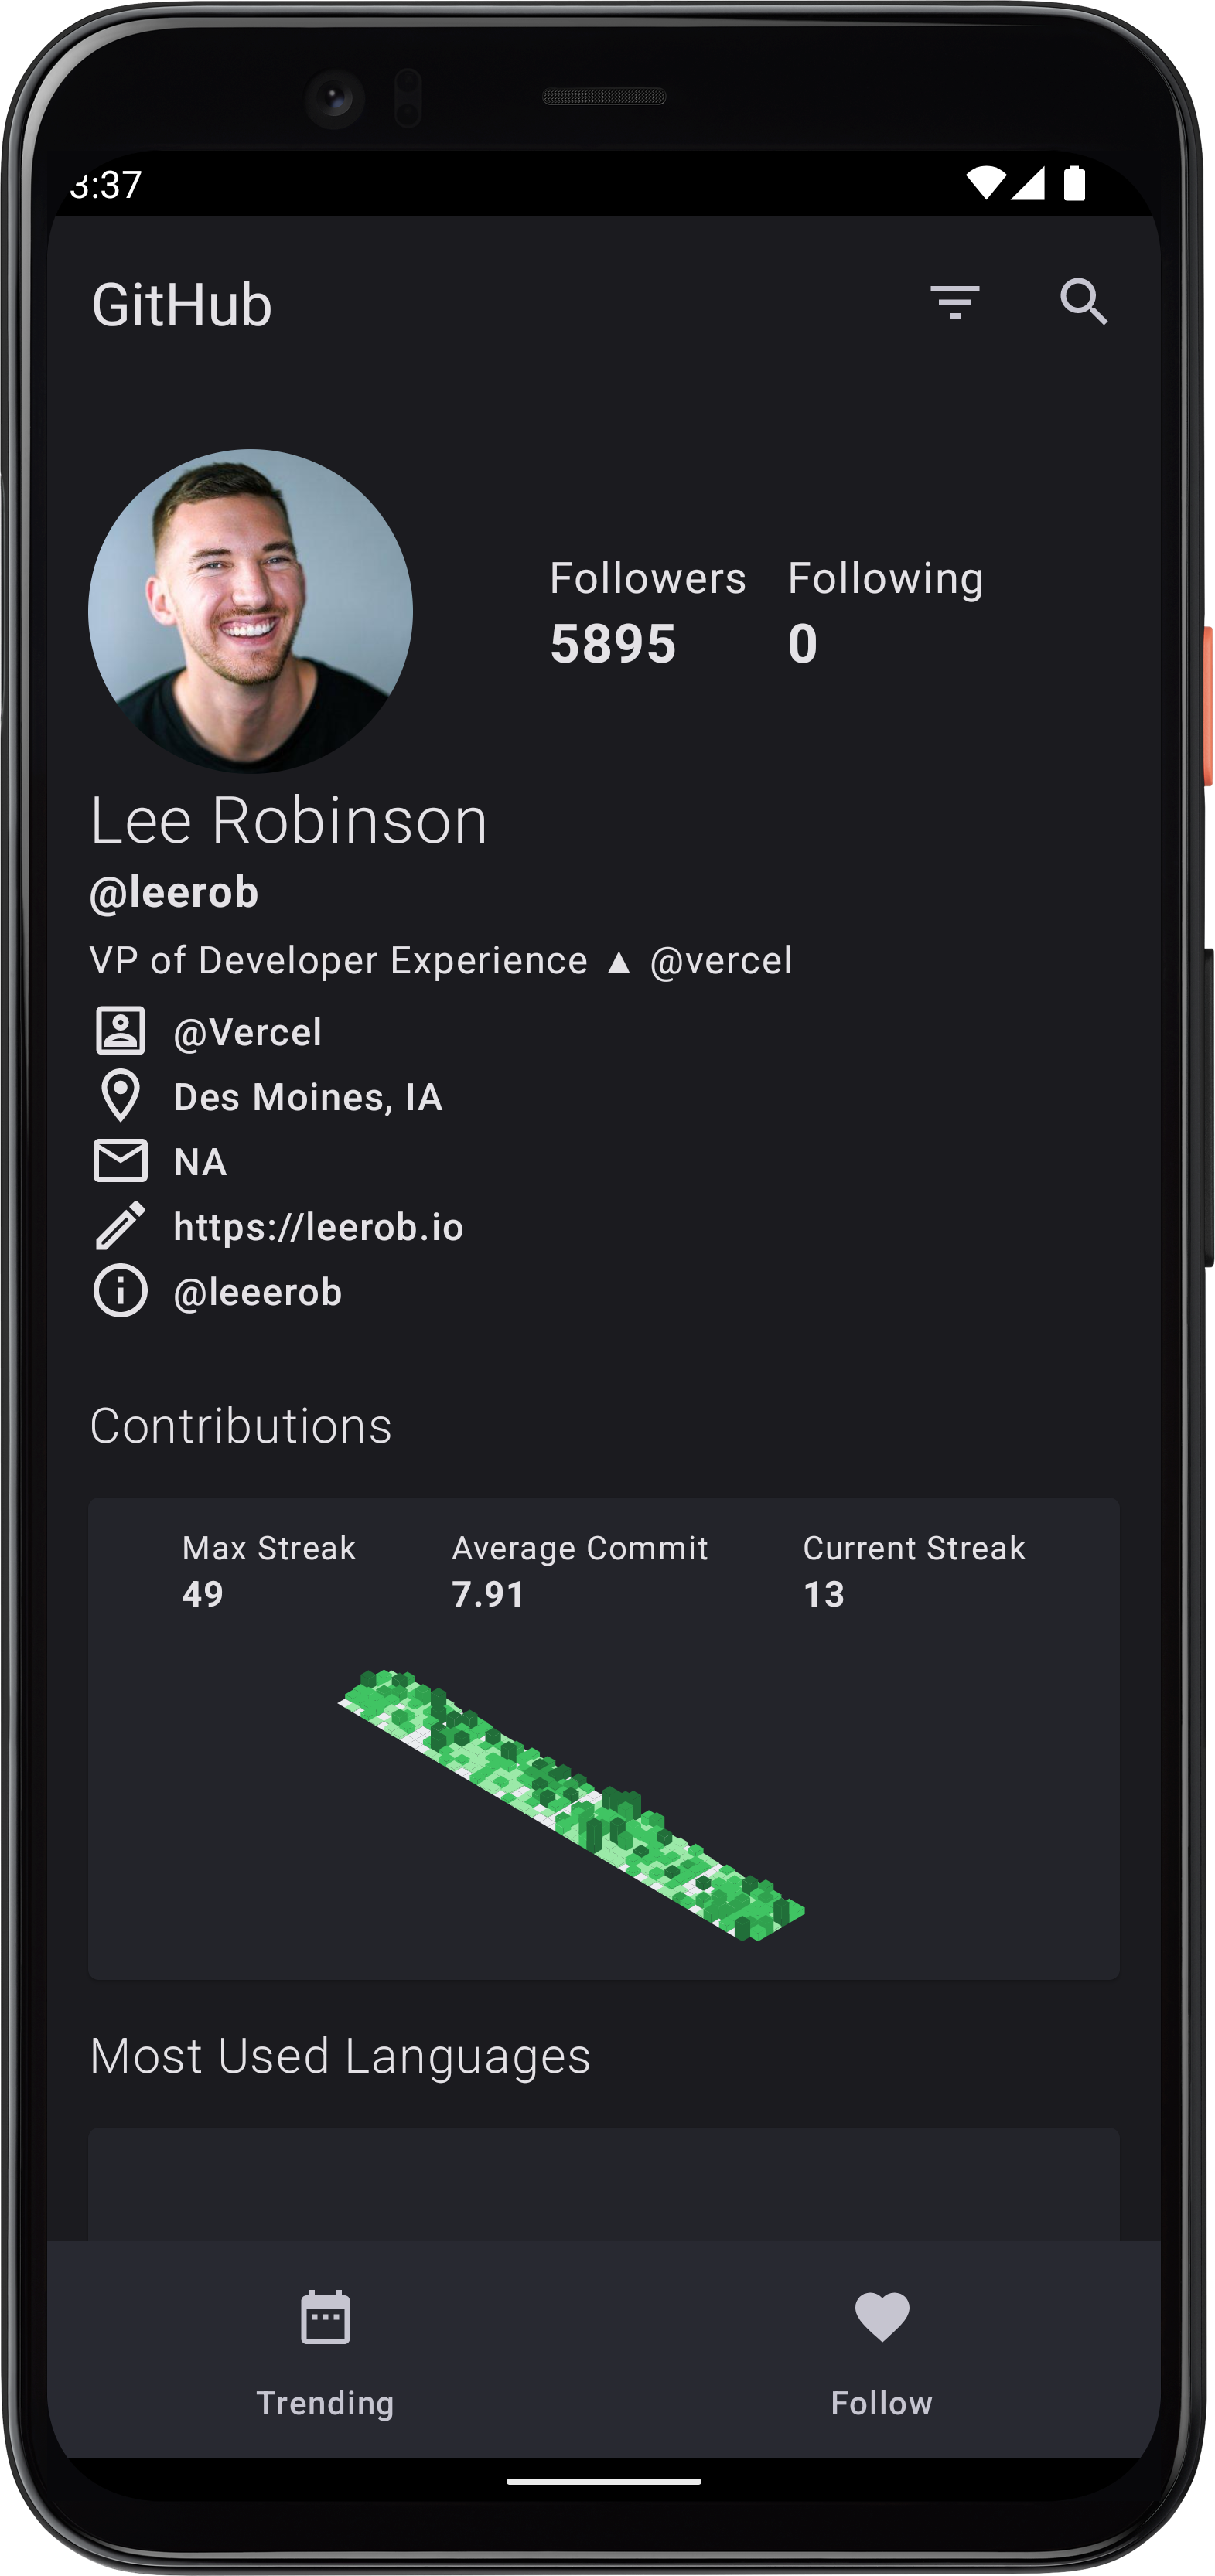 3:37
GitHub
Followers Following
5895 0
Lee Robinson
@leerob
VP of Developer Experience ▲ @vercel
@Vercel
Des Moines, IA
NA
https://leerob.io
@leeerob
Contributions
Max Streak Average Commit Current Streak
49 7.91 13
Most Used Languages
Trending Follow